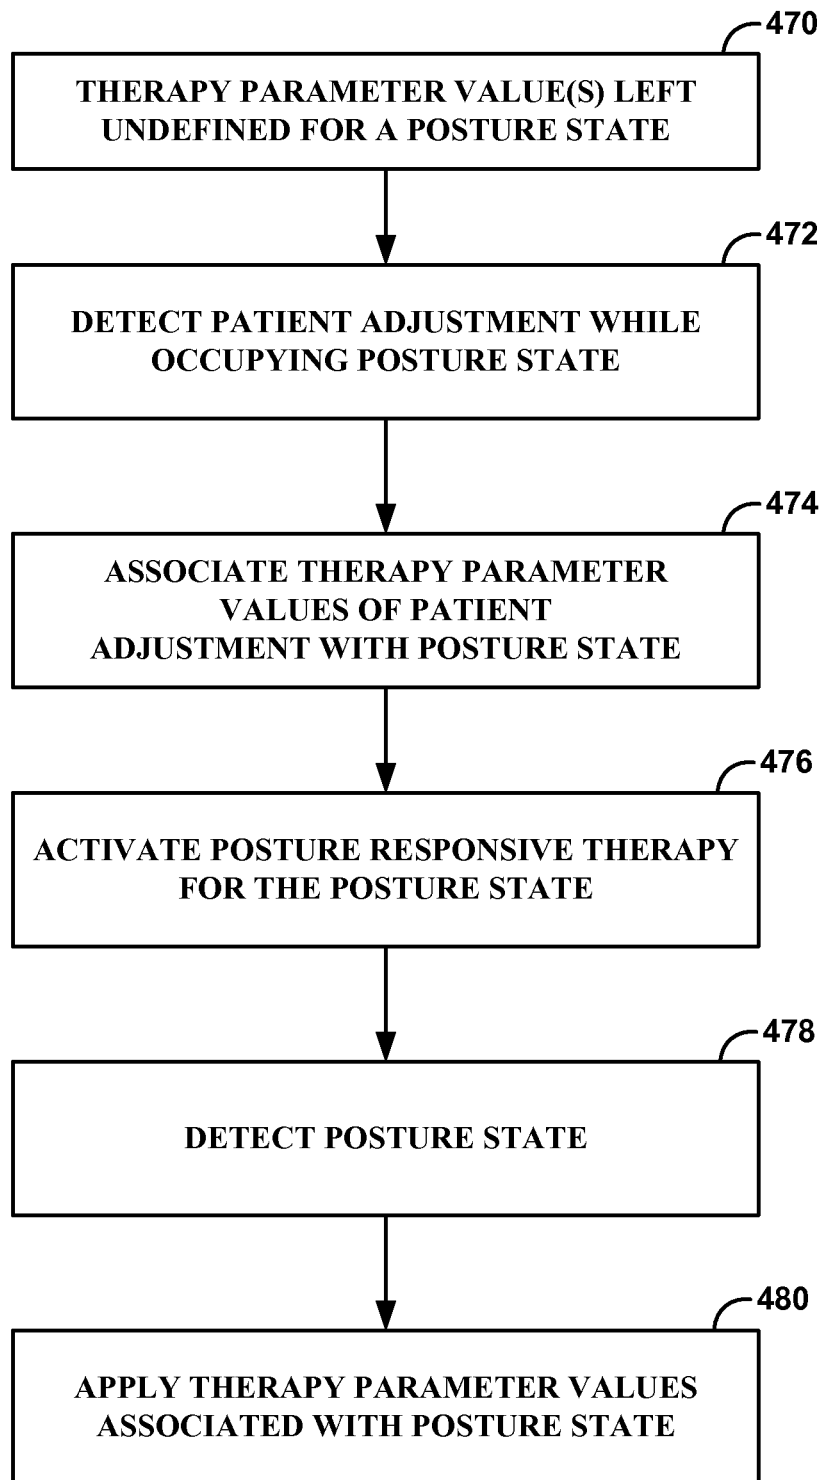 470
THERAPY PARAMETER VALUE(S) LEFT
UNDEFINED FOR A POSTURE STATE
472
DETECT PATIENT ADJUSTMENT WHILE
OCCUPYING POSTURE STATE
474
ASSOCIATE THERAPY PARAMETER
VALUES OF PATIENT
ADJUSTMENT WITH POSTURE STATE
476
ACTIVATE POSTURE RESPONSIVE THERAPY
FOR THE POSTURE STATE
478
DETECT POSTURE STATE
480
APPLY THERAPY PARAMETER VALUES
ASSOCIATED WITH POSTURE STATE